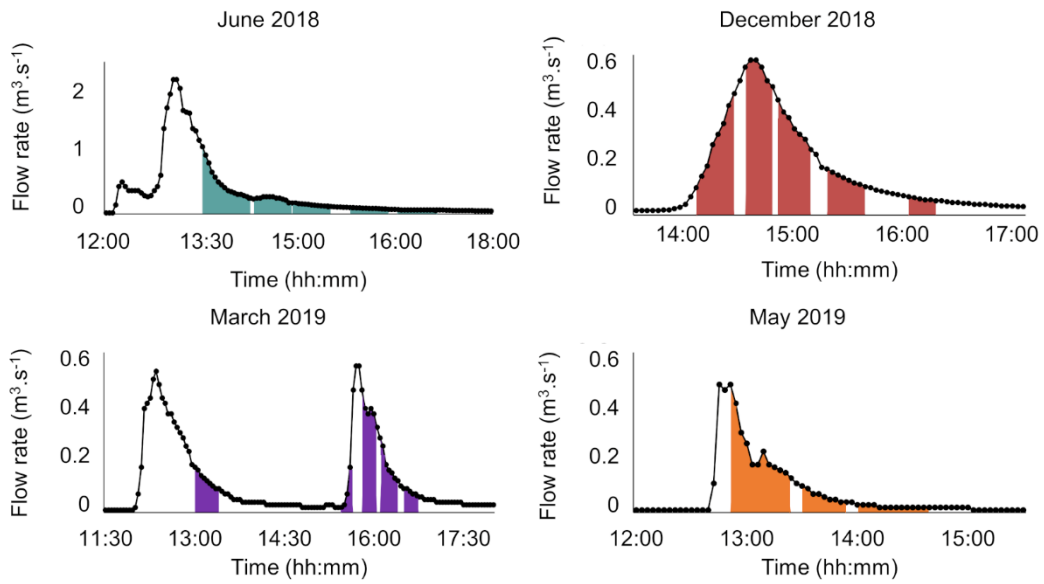 June 2018
Flow rate (m³.s⁻¹)
2
1
0
12:00 13:30 15:00 16:00 18:00
Time (hh:mm)
December 2018
Flow rate (m³.s⁻¹)
0.6
0.4
0.2
0
14:00 15:00 16:00 17:00
Time (hh:mm)
March 2019
Flow rate (m³.s⁻¹)
0.6
0.4
0.2
0
11:30 13:00 14:30 16:00 17:30
Time (hh:mm)
May 2019
Flow rate (m³.s⁻¹)
0.6
0.4
0.2
0
12:00 13:00 14:00 15:00
Time (hh:mm)